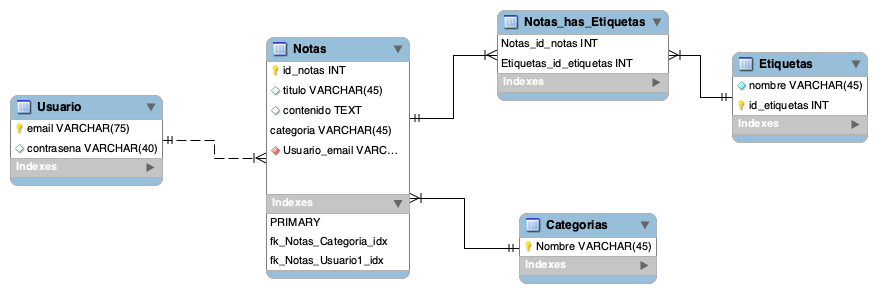 Usuario
email VARCHAR(75)
contrasena VARCHAR(40)
Indexes
Notas
id_notas INT
titulo VARCHAR(45)
contenido TEXT
categoria VARCHAR(45)
Usuario_email VARC...
Indexes
PRIMARY
fk_Notas_Categoria_idx
fk_Notas_Usuario1_idx
Notas_has_Etiquetas
Notas_id_notas INT
Etiquetas_id_etiquetas INT
Indexes
Etiquetas
nombre VARCHAR(45)
id_etiquetas INT
Indexes
Categorias
Nombre VARCHAR(45)
Indexes